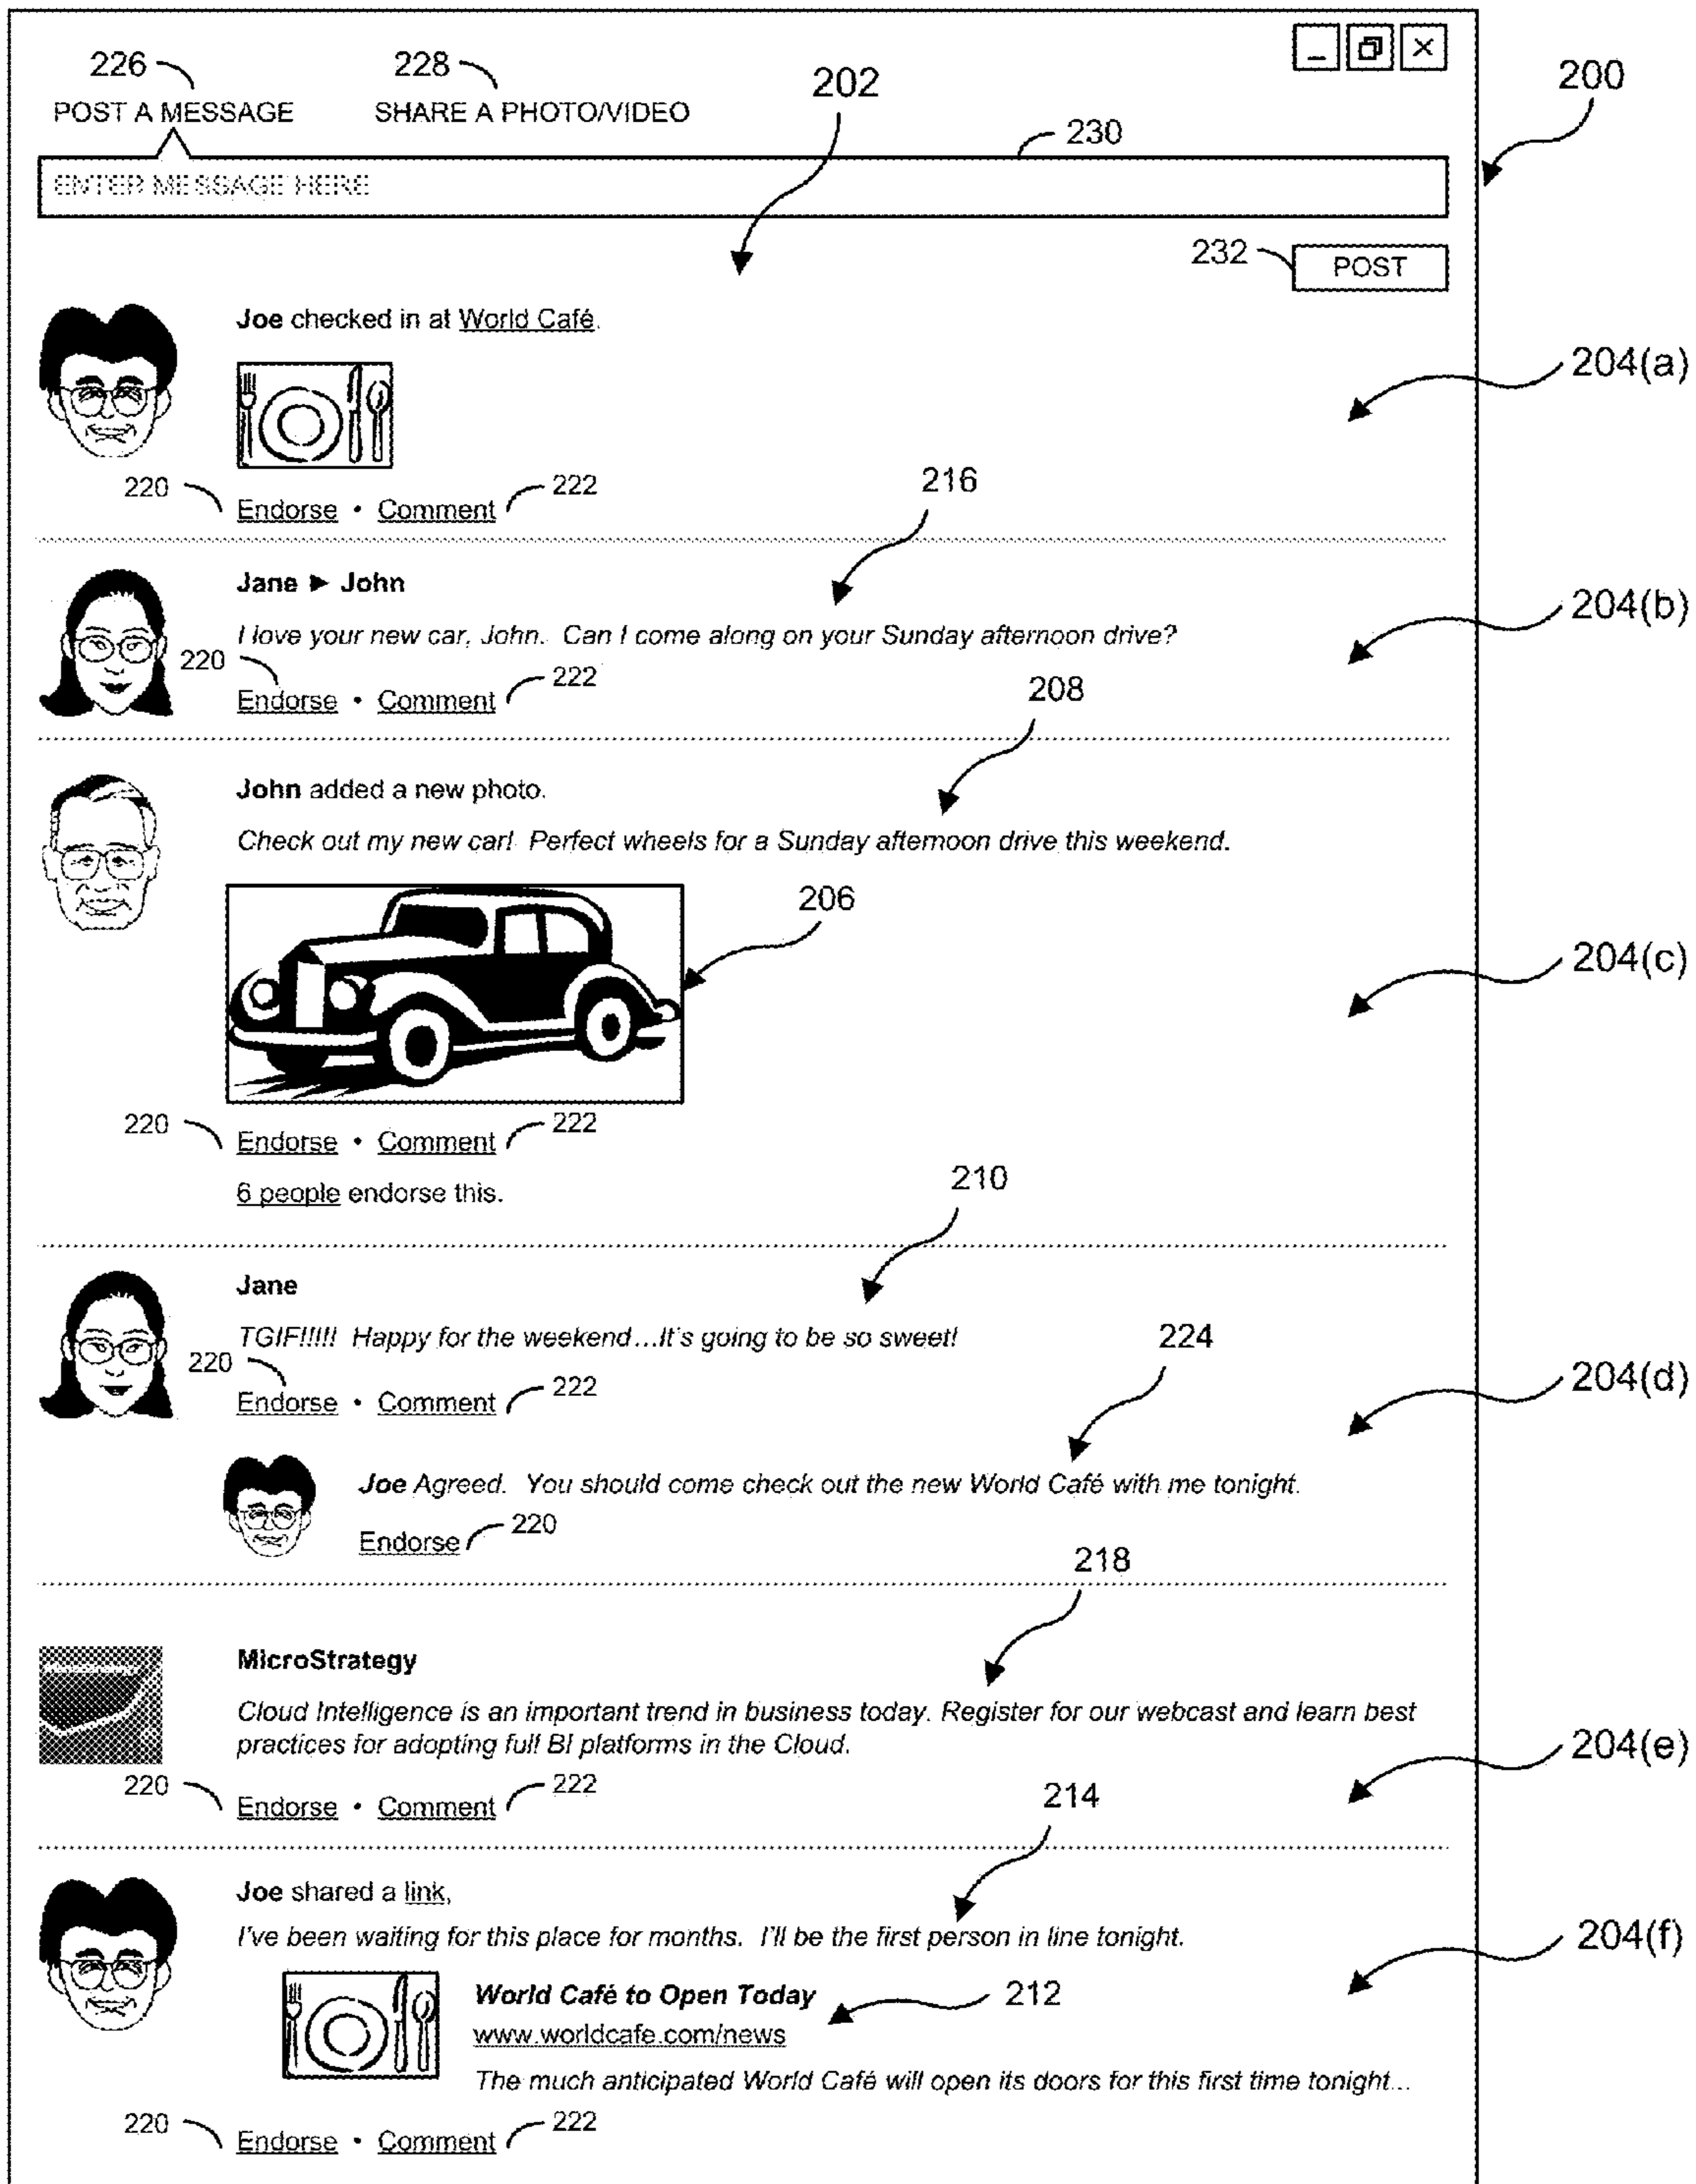 226
228
202
200
POST A MESSAGE
SHARE A PHOTO/VIDEO
230
ENTER MESSAGE HERE
232
POST
Joe checked in at World Café.
204(a)
220
Endorse • Comment
222
216
Jane ► John
204(b)
I love your new car, John. Can I come along on your Sunday afternoon drive?
220
Endorse • Comment
222
208
John added a new photo.
Check out my new car! Perfect wheels for a Sunday afternoon drive this weekend.
206
204(c)
220
Endorse • Comment
222
6 people endorse this.
210
Jane
TGIF!!!!! Happy for the weekend...It's going to be so sweet!
224
220
Endorse • Comment
222
204(d)
Joe Agreed. You should come check out the new World Café with me tonight.
Endorse
220
218
MicroStrategy
Cloud Intelligence is an important trend in business today. Register for our webcast and learn best
practices for adopting full BI platforms in the Cloud.
204(e)
220
Endorse • Comment
222
214
Joe shared a link,
I've been waiting for this place for months. I'll be the first person in line tonight.
204(f)
World Café to Open Today
212
www.worldcafe.com/news
The much anticipated World Café will open its doors for this first time tonight...
220
Endorse • Comment
222